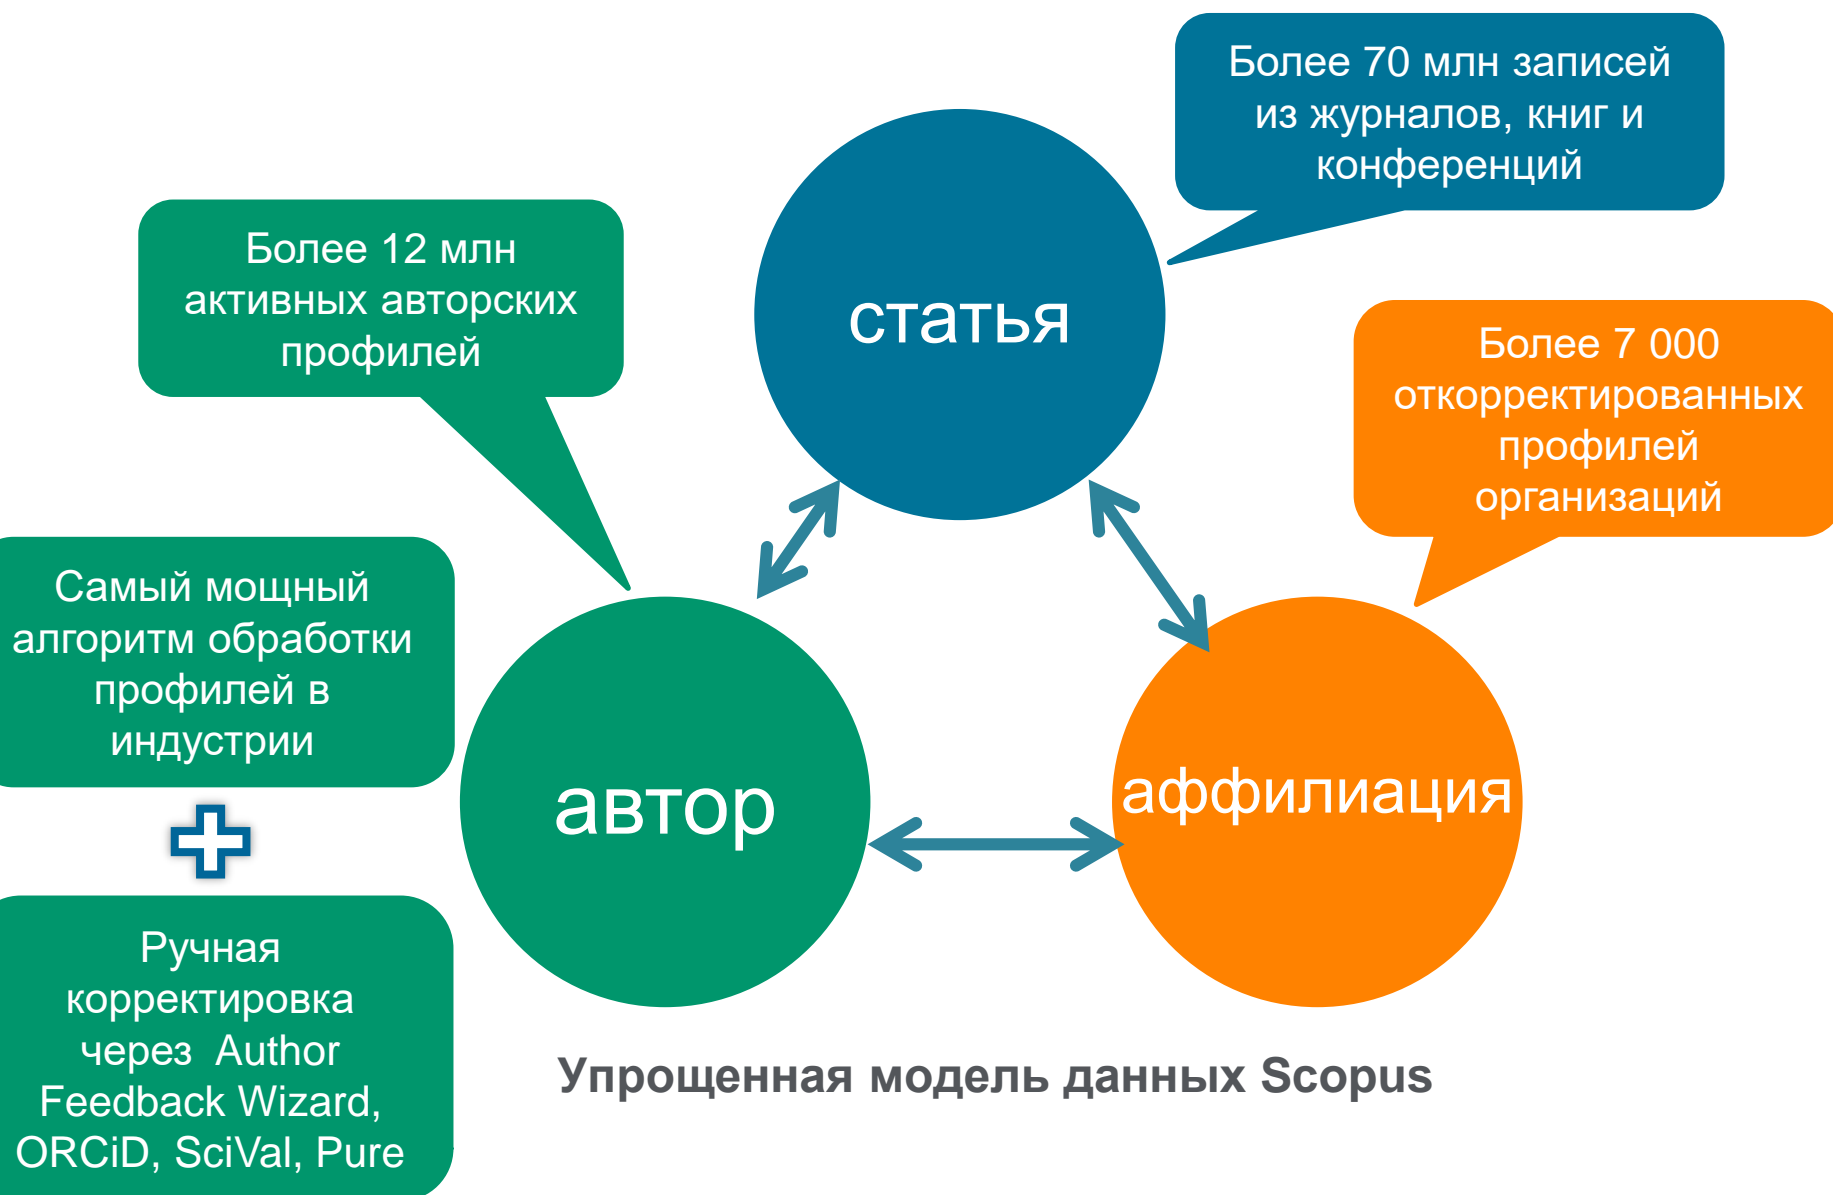 Более 70 млн записей
из журналов, книг и
конференций
Более 12 млн
активных авторских
профилей
статья
Более 7 000
откорректированных
профилей
организаций
Самый мощный
алгоритм обработки
профилей в
индустрии
автор
аффилиация
Ручная
корректировка
через Author
Feedback Wizard,
ORCiD, SciVal, Pure
Упрощенная модель данных Scopus